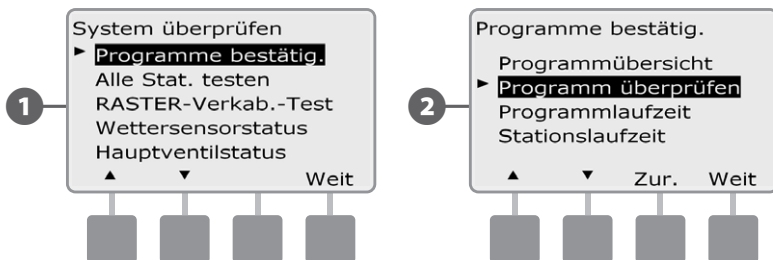 System überprüfen
Programme bestätig.
Alle Stat. testen
RASTER-Verkab.-Test
Wettersensorstatus
Hauptventilstatus
Weit
1
Programme bestätig.
Programmübersicht
Programm überprüfen
Programmlaufzeit
Stationslaufzeit
Zur. Weit
2